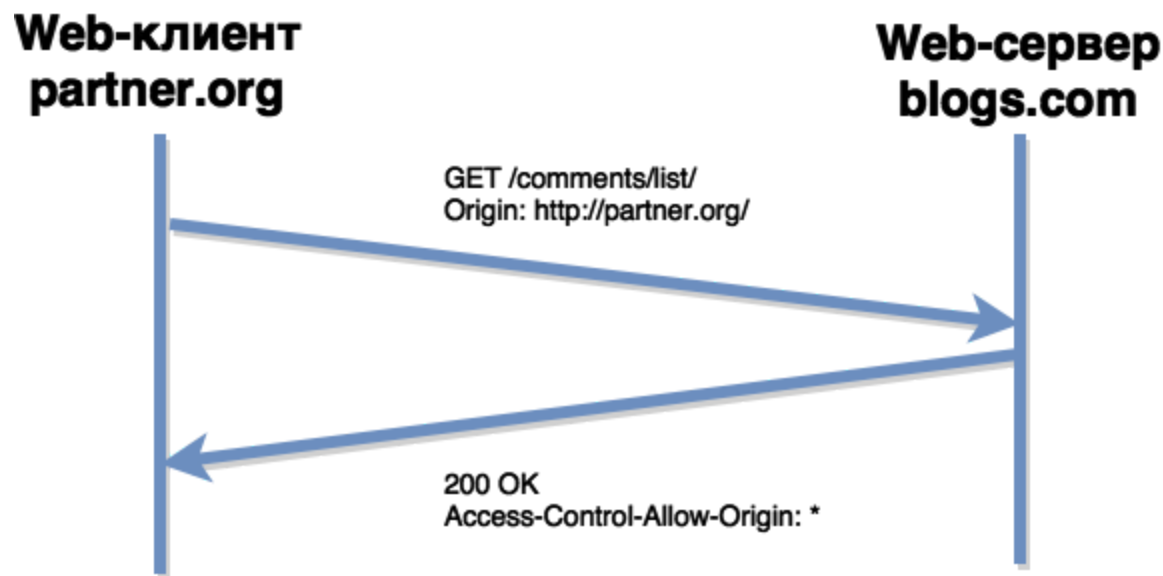 Web-клиент
partner.org
Web-сервер
blogs.com
GET /comments/list/
Origin: http://partner.org/
200 OK
Access-Control-Allow-Origin: *